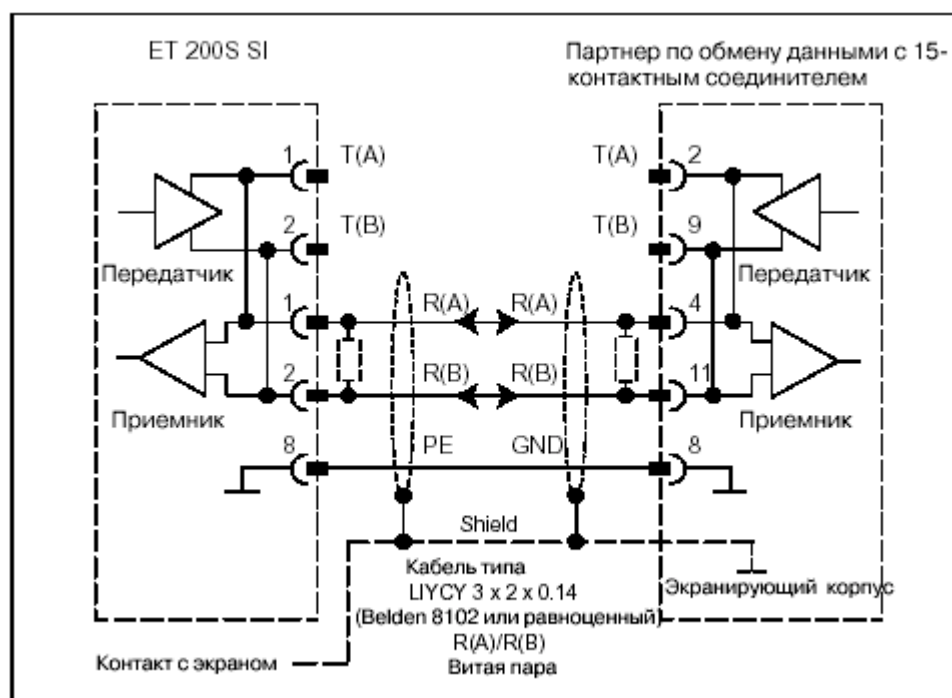 ET 200S SI
Партнер по обмену данными с 15-
контактным соединителем
1 T(A)
T(A) 2
2 T(B)
T(B) 9
Передатчик
Передатчик
1 R(A) R(A) 4
2 R(B) R(B) 11
Приемник
Приемник
8 PE GND 8
Shield
Кабель типа
LIYCY 3 x 2 x 0.14
(Belden 8102 или равноценный)
R(A)/R(B)
Витая пара
Экранирующий корпус
Контакт с экраном